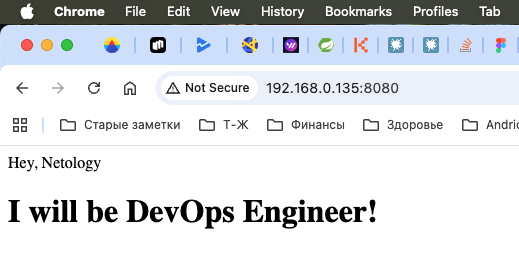 Chrome File Edit View History Bookmarks Profiles Tab
Not Secure 192.168.0.135:8080
Старые заметки Т-Ж Финансы Здоровье Andri
Hey, Netology
I will be DevOps Engineer!